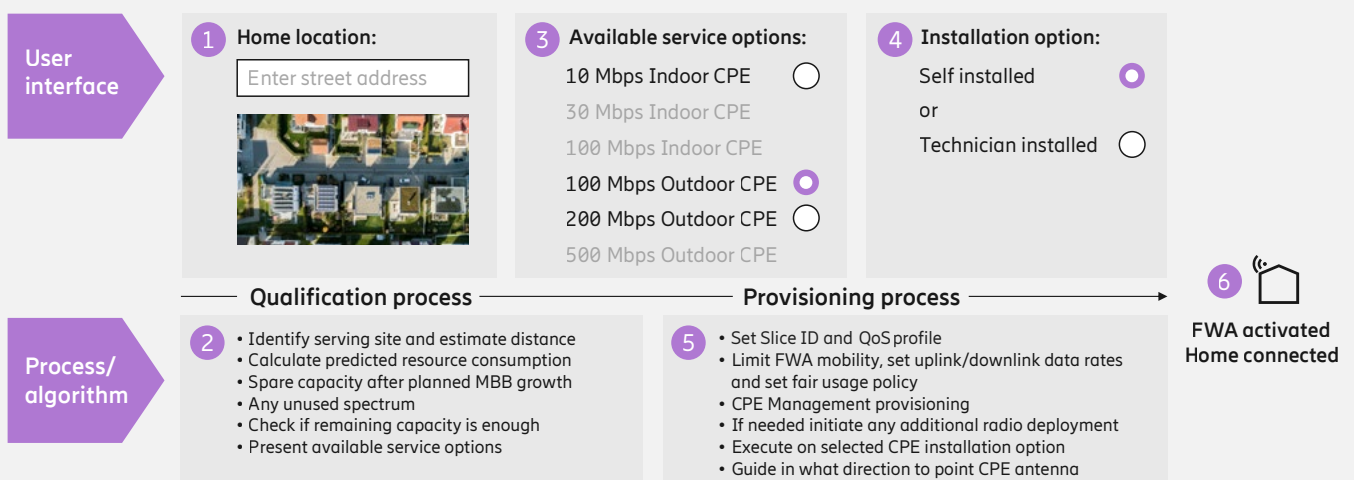 User
interface
1 Home location:
Enter street address
3 Available service options:
10 Mbps Indoor CPE
30 Mbps Indoor CPE
100 Mbps Indoor CPE
100 Mbps Outdoor CPE
200 Mbps Outdoor CPE
500 Mbps Outdoor CPE
4 Installation option:
Self installed
or
Technician installed
Qualification process
Provisioning process
Process/
algorithm
2
• Identify serving site and estimate distance
• Calculate predicted resource consumption
• Spare capacity after planned MBB growth
• Any unused spectrum
• Check if remaining capacity is enough
• Present available service options
5
• Set Slice ID and QoS profile
• Limit FWA mobility, set uplink/downlink data rates
and set fair usage policy
• CPE Management provisioning
• If needed initiate any additional radio deployment
• Execute on selected CPE installation option
• Guide in what direction to point CPE antenna
6
FWA activated
Home connected